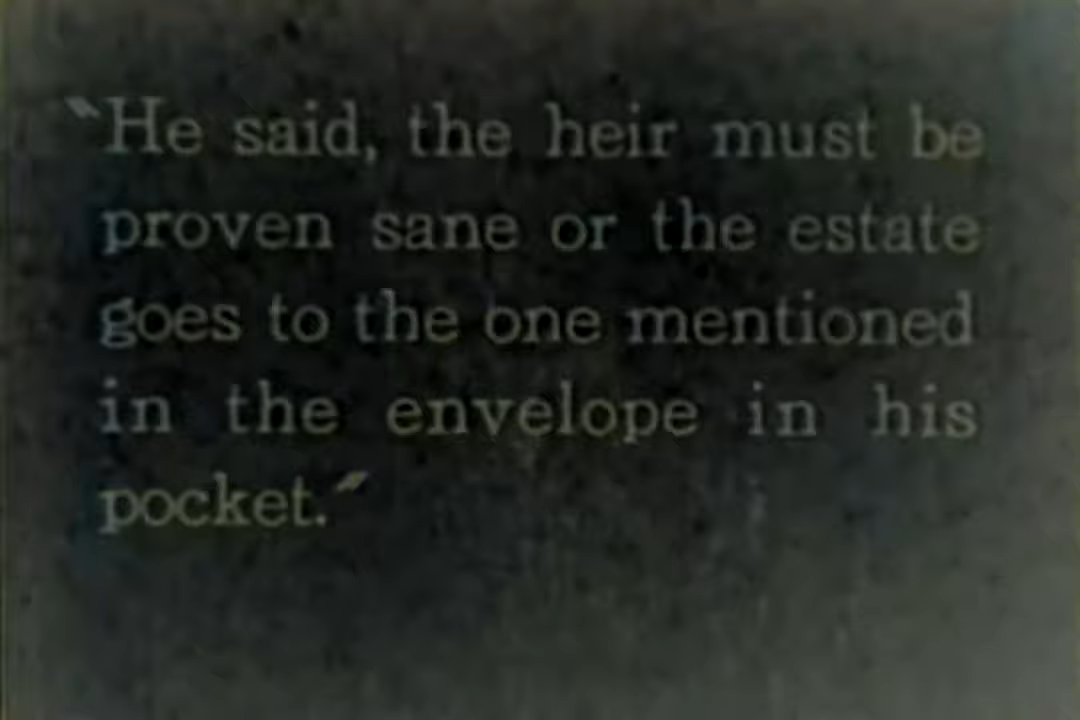 "He said, the heir must be
proven sane or the estate
goes to the one mentioned
in the envelope in his
pocket."